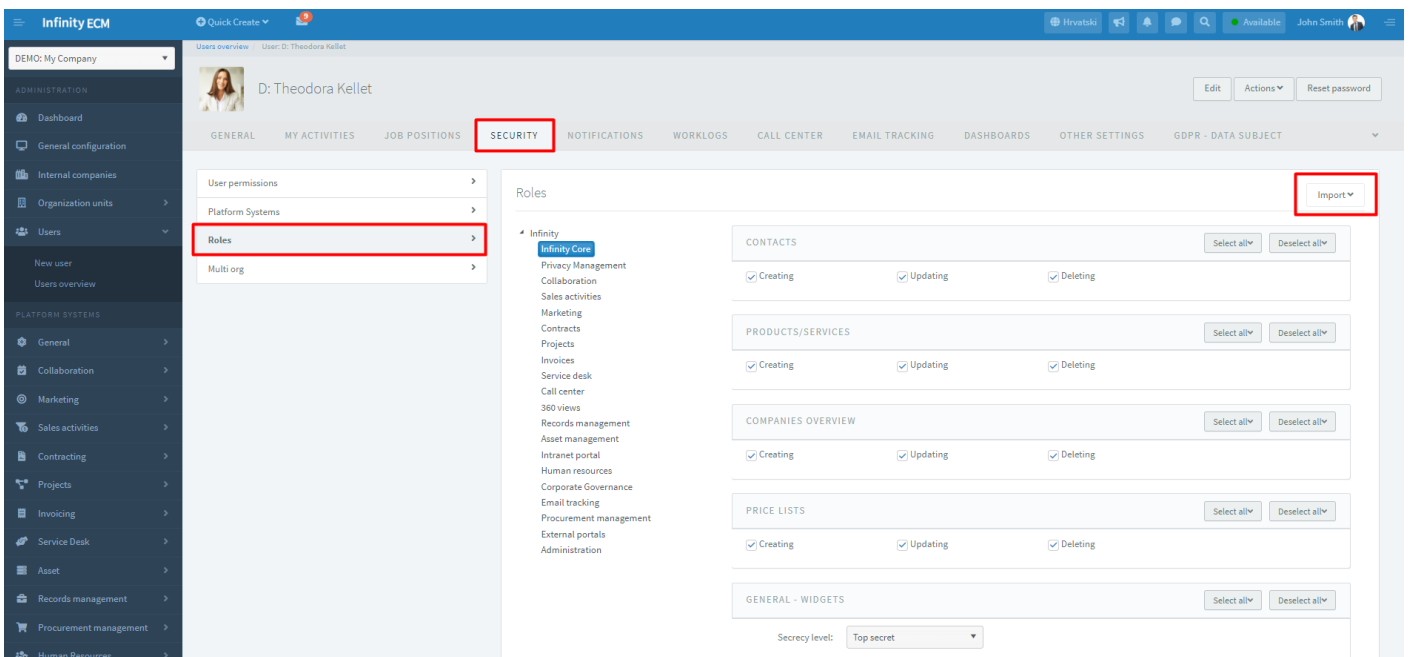 Infinity ECM
Quick Create
9
Hrvatski
Available
John Smith
DEMO: My Company
Users overview / User: D: Theodora Kellet
D: Theodora Kellet
Edit
Actions
Reset password
GENERAL MY ACTIVITIES JOB POSITIONS SECURITY NOTIFICATIONS WORKLOGS CALL CENTER EMAIL TRACKING DASHBOARDS OTHER SETTINGS GDPR - DATA SUBJECT
ADMINISTRATION
Dashboard
General configuration
Internal companies
Organization units
Users
New user
Users overview
PLATFORM SYSTEMS
General
Collaboration
Marketing
Sales activities
Contracting
Projects
Invoicing
Service Desk
Asset
Records management
Procurement management
Human Resources
User permissions
Platform Systems
Roles
Multi org
Roles
Import
Infinity
Infinity Core
Privacy Management
Collaboration
Sales activities
Marketing
Contracts
Projects
Invoices
Service desk
Call center
360 views
Records management
Asset management
Intranet portal
Human resources
Corporate Governance
Email tracking
Procurement management
External portals
Administration
CONTACTS Select all Deselect all
Creating Updating Deleting
PRODUCTS/SERVICES Select all Deselect all
Creating Updating Deleting
COMPANIES OVERVIEW Select all Deselect all
Creating Updating Deleting
PRICE LISTS Select all Deselect all
Creating Updating Deleting
GENERAL - WIDGETS Select all Deselect all
Secrecy level: Top secret